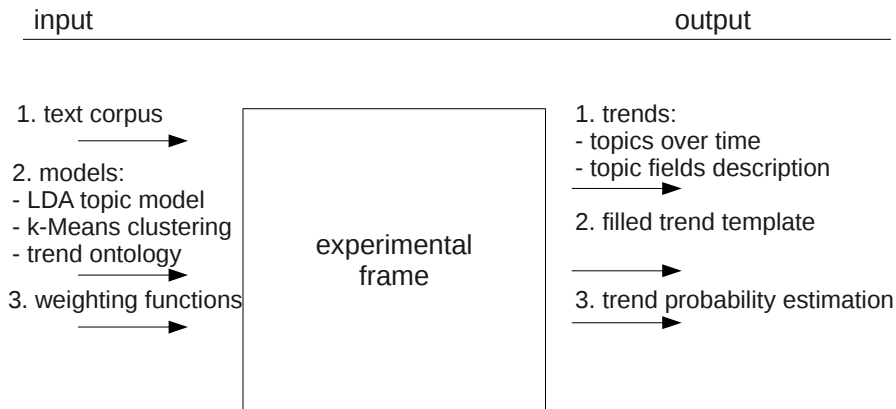 input
output
1. text corpus
2. models:
- LDA topic model
- k-Means clustering
- trend ontology
3. weighting functions
experimental
frame
1. trends:
- topics over time
- topic fields description
2. filled trend template
3. trend probability estimation